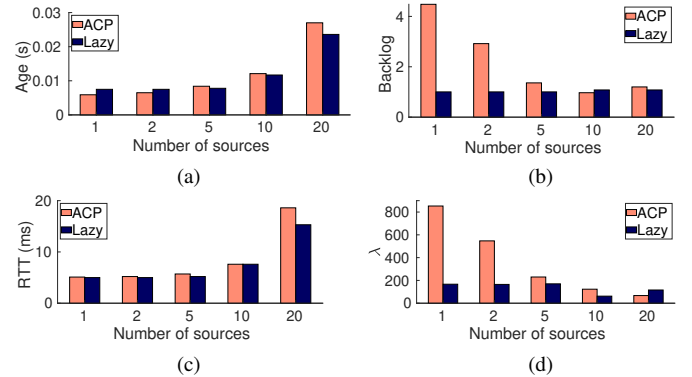 Age (s)
0.03
0.02
0.01
0
ACP
Lazy
1 2 5 10 20
Number of sources
(a)
Backlog
4
2
0
ACP
Lazy
1 2 5 10 20
Number of sources
(b)
RTT (ms)
20
10
0
ACP
Lazy
1 2 5 10 20
Number of sources
(c)
λ
800
600
400
200
0
ACP
Lazy
1 2 5 10 20
Number of sources
(d)